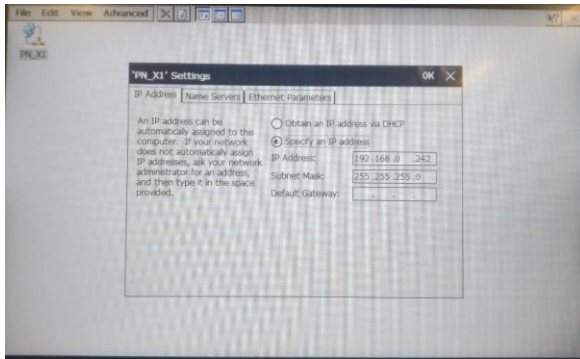 File Edit View Advanced
PN_X1
'PN_X1' Settings OK
IP Address Name Servers Ethernet Parameters
An IP address can be
automatically assigned to this
computer. If your network
does not automatically assign
IP addresses, ask your network
administrator for an address,
and then type it in the space
provided.
Obtain an IP address via DHCP
Specify an IP address
IP Address: 192 .168 .0 .242
Subnet Mask: 255 .255 .255 .0
Default Gateway: . . .